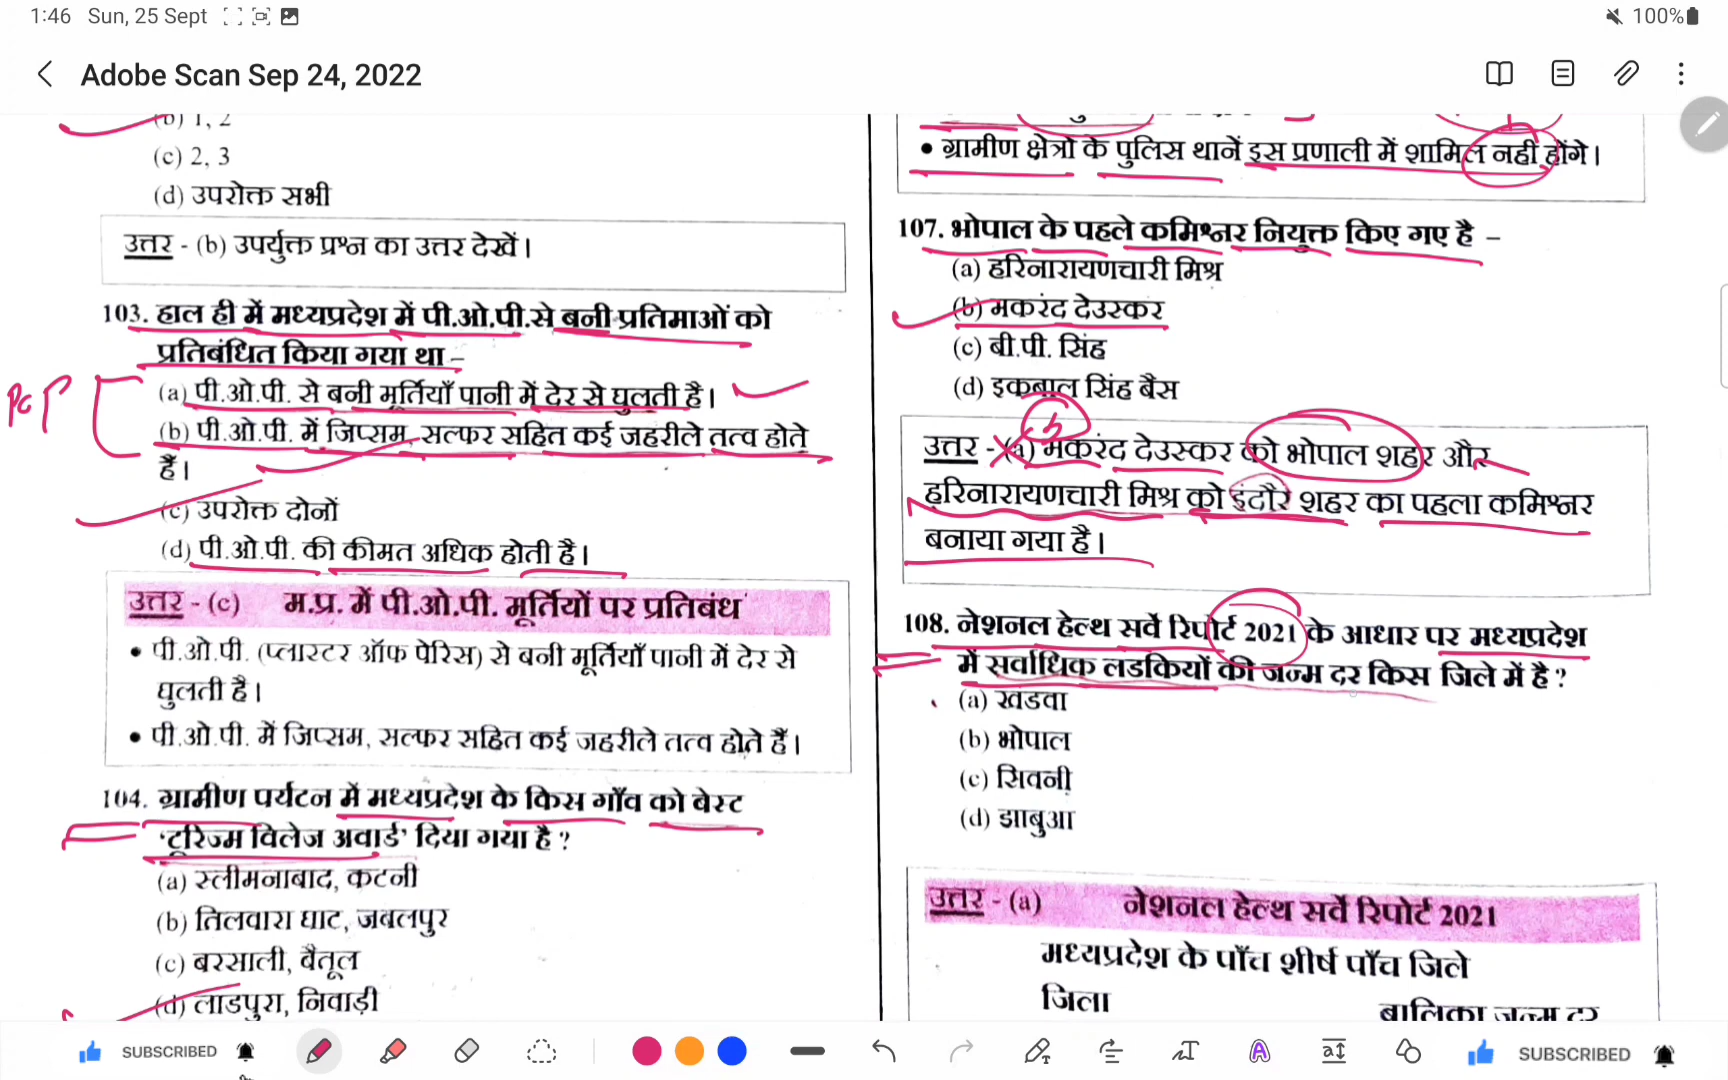 1:46 Sun, 25 Sept
100%
Adobe Scan Sep 24, 2022
(b) 1, 2
(c) 2, 3
(d) उपरोक्त सभी
उत्तर - (b) उपर्युक्त प्रश्न का उत्तर देखें।
103. हाल ही में मध्यप्रदेश में पी.ओ.पी.से बनी प्रतिमाओं को
प्रतिबंधित किया गया था –
(a) पी.ओ.पी. से बनी मूर्तियाँ पानी में देर से घुलती है।
(b) पी.ओ.पी. में जिप्सम, सल्फर सहित कई जहरीले तत्व होते
हैं।
(c) उपरोक्त दोनों
(d) पी.ओ.पी. की कीमत अधिक होती है।
उत्तर - (c) म.प्र. में पी.ओ.पी. मूर्तियों पर प्रतिबंध
• पी.ओ.पी. (प्लास्टर ऑफ पेरिस) से बनी मूर्तियाँ पानी में देर से
घुलती है।
• पी.ओ.पी. में जिप्सम, सल्फर सहित कई जहरीले तत्व होते हैं।
104. ग्रामीण पर्यटन में मध्यप्रदेश के किस गाँव को बेस्ट
‘टूरिज्म विलेज अवार्ड’ दिया गया है ?
(a) स्लीमनाबाद, कटनी
(b) तिलवारा घाट, जबलपुर
(c) बरसाली, बैतूल
(d) लाडपुरा, निवाड़ी
• ग्रामीण क्षेत्रों के पुलिस थानें इस प्रणाली में शामिल नहीं होंगे।
107. भोपाल के पहले कमिश्नर नियुक्त किए गए है –
(a) हरिनारायणचारी मिश्र
(b) मकरंद देउस्कर
(c) बी.पी. सिंह
(d) इकबाल सिंह बैस
b
उत्तर - (a) मकरंद देउस्कर को भोपाल शहर और
हरिनारायणचारी मिश्र को इंदौर शहर का पहला कमिश्नर
बनाया गया है।
108. नेशनल हेल्थ सर्वे रिपोर्ट 2021 के आधार पर मध्यप्रदेश
में सर्वाधिक लडकियों की जन्म दर किस जिले में है ?
(a) खडवा
(b) भोपाल
(c) सिवनी
(d) झाबुआ
उत्तर - (a) नेशनल हेल्थ सर्वे रिपोर्ट 2021
मध्यप्रदेश के पाँच शीर्ष पाँच जिले
जिला बालिका जन्म दर
SUBSCRIBED
SUBSCRIBED